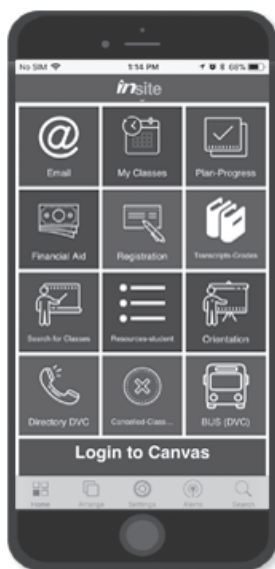 No SIM 1:14 PM 68%
insite
Email My Classes Plan-Progress
Financial Aid Registration Transcripts-Grades
Search for Classes Resources-student Orientation
Directory DVC Cancelled-Class... BUS (DVC)
Login to Canvas
Home Arrange Settings Alerts Search